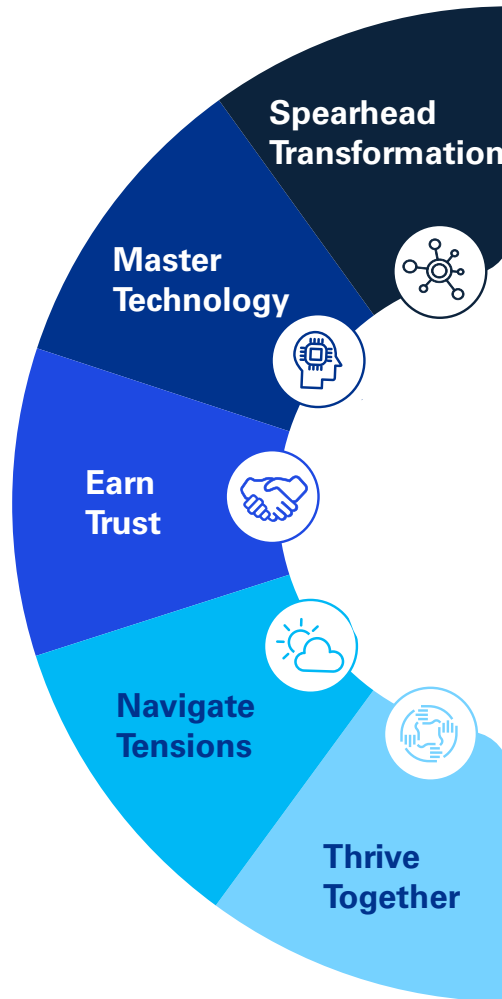 Spearhead
Transformation
Master
Technology
Earn
Trust
Navigate
Tensions
Thrive
Together